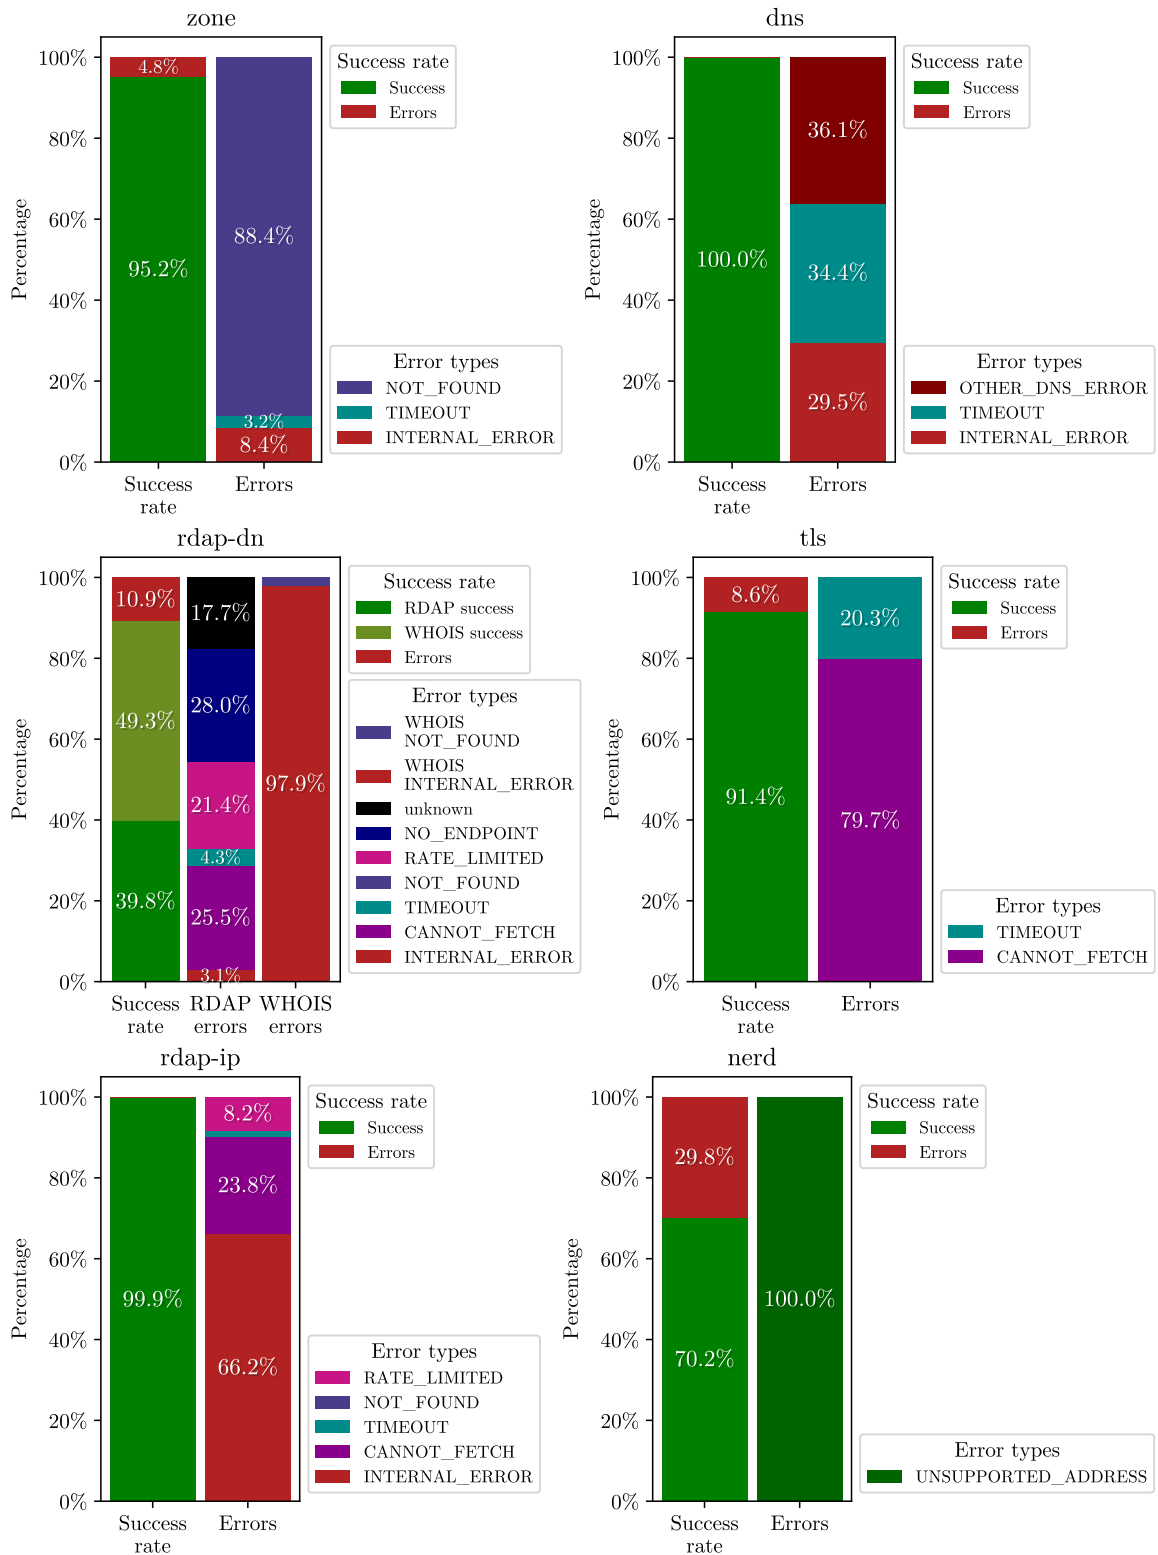 zone
100%
80%
60%
40%
20%
0%
Percentage
4.8%
95.2%
88.4%
3.2%
8.4%
Success
rate
Errors
Success rate
Success
Errors
Error types
NOT_FOUND
TIMEOUT
INTERNAL_ERROR
dns
100%
80%
60%
40%
20%
0%
Percentage
100.0%
36.1%
34.4%
29.5%
Success
rate
Errors
Success rate
Success
Errors
Error types
OTHER_DNS_ERROR
TIMEOUT
INTERNAL_ERROR
rdap-dn
100%
80%
60%
40%
20%
0%
Percentage
10.9%
49.3%
39.8%
17.7%
28.0%
21.4%
4.3%
25.5%
3.1%
97.9%
Success
rate
RDAP
errors
WHOIS
errors
Success rate
RDAP success
WHOIS success
Errors
Error types
WHOIS
NOT_FOUND
WHOIS
INTERNAL_ERROR
unknown
NO_ENDPOINT
RATE_LIMITED
NOT_FOUND
TIMEOUT
CANNOT_FETCH
INTERNAL_ERROR
tls
100%
80%
60%
40%
20%
0%
Percentage
8.6%
91.4%
20.3%
79.7%
Success
rate
Errors
Success rate
Success
Errors
Error types
TIMEOUT
CANNOT_FETCH
rdap-ip
100%
80%
60%
40%
20%
0%
Percentage
99.9%
8.2%
23.8%
66.2%
Success
rate
Errors
Success rate
Success
Errors
Error types
RATE_LIMITED
NOT_FOUND
TIMEOUT
CANNOT_FETCH
INTERNAL_ERROR
nerd
100%
80%
60%
40%
20%
0%
Percentage
29.8%
70.2%
100.0%
Success
rate
Errors
Success rate
Success
Errors
Error types
UNSUPPORTED_ADDRESS